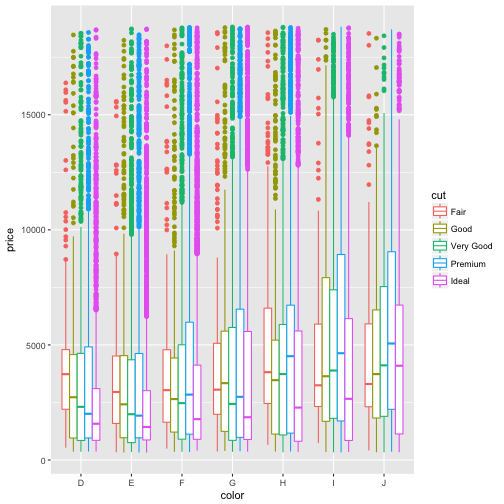 15000
10000
5000
0
price
D E F G H I J
color
cut
Fair
Good
Very Good
Premium
Ideal